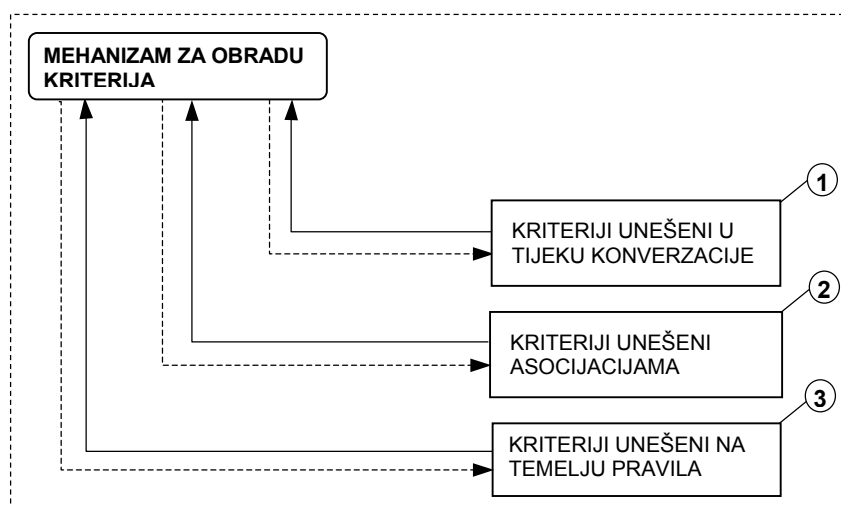 MEHANIZAM ZA OBRADU
KRITERIJA
1
KRITERIJI UNEŠENI U
TIJEKU KONVERZACIJE
2
KRITERIJI UNEŠENI
ASOCIJACIJAMA
3
KRITERIJI UNEŠENI NA
TEMELJU PRAVILA